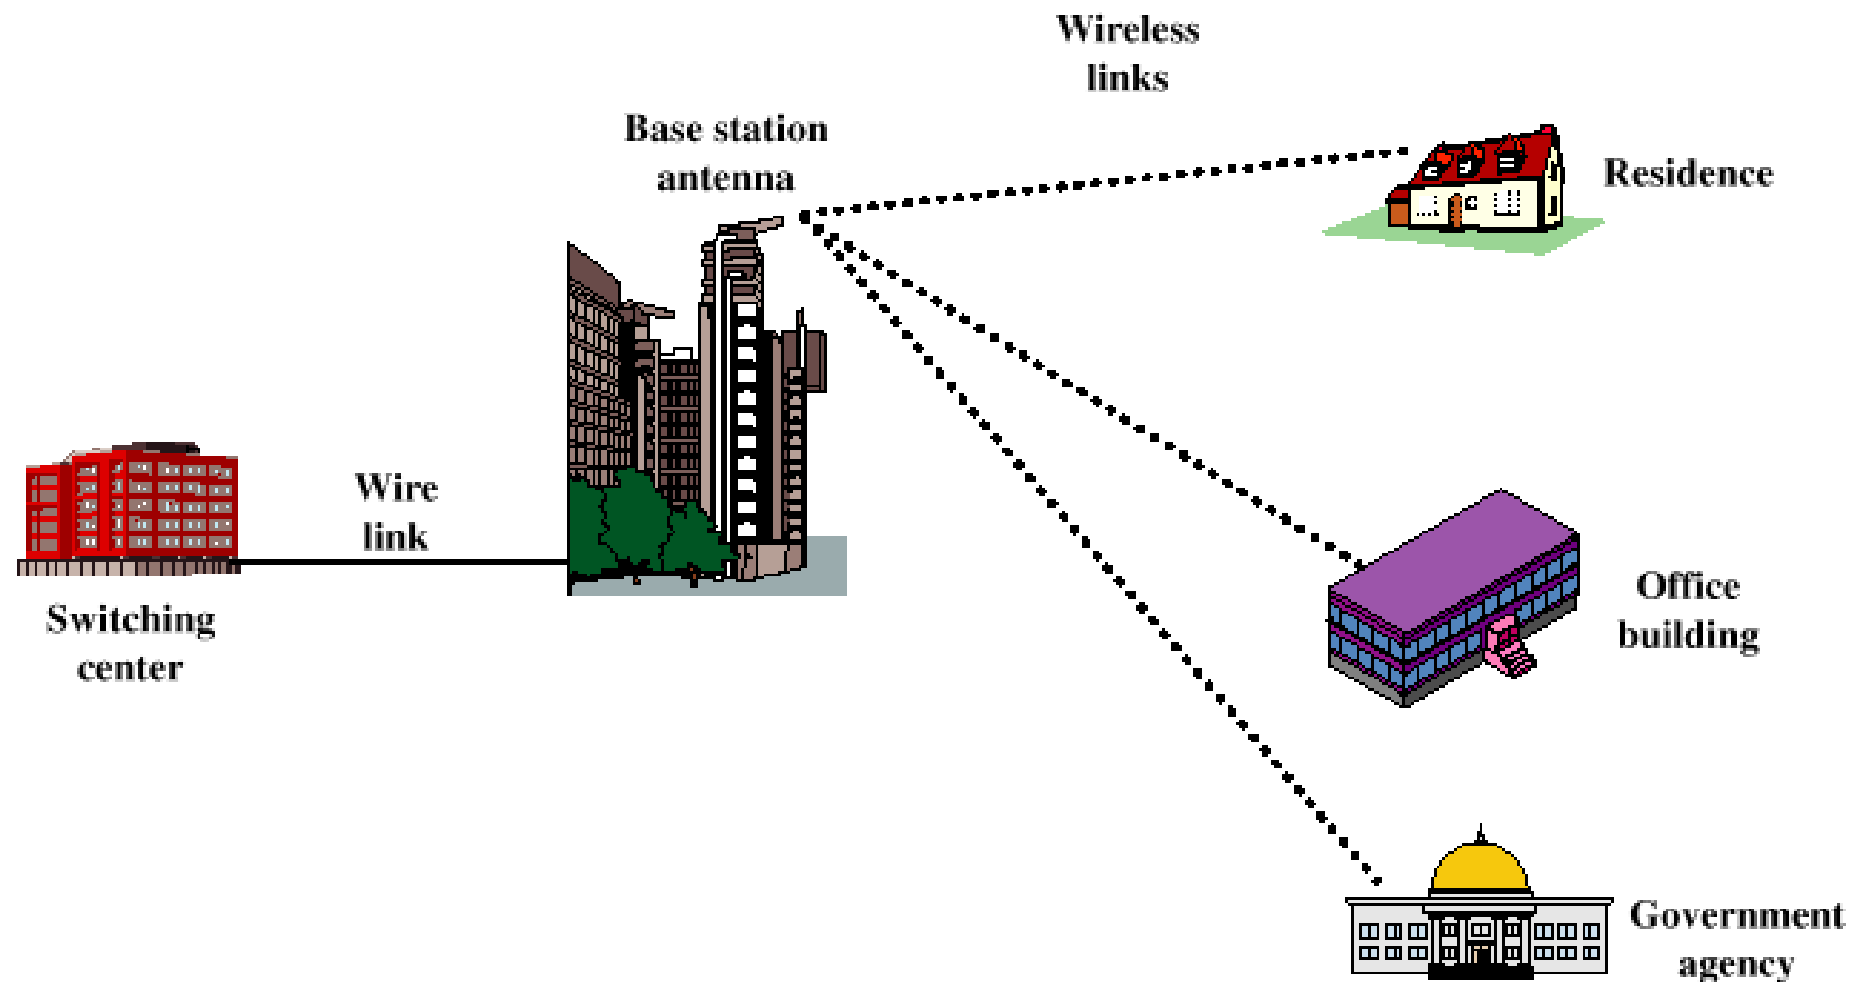 Wireless
links
Base station
antenna
Residence
Wire
link
Switching
center
Office
building
Government
agency